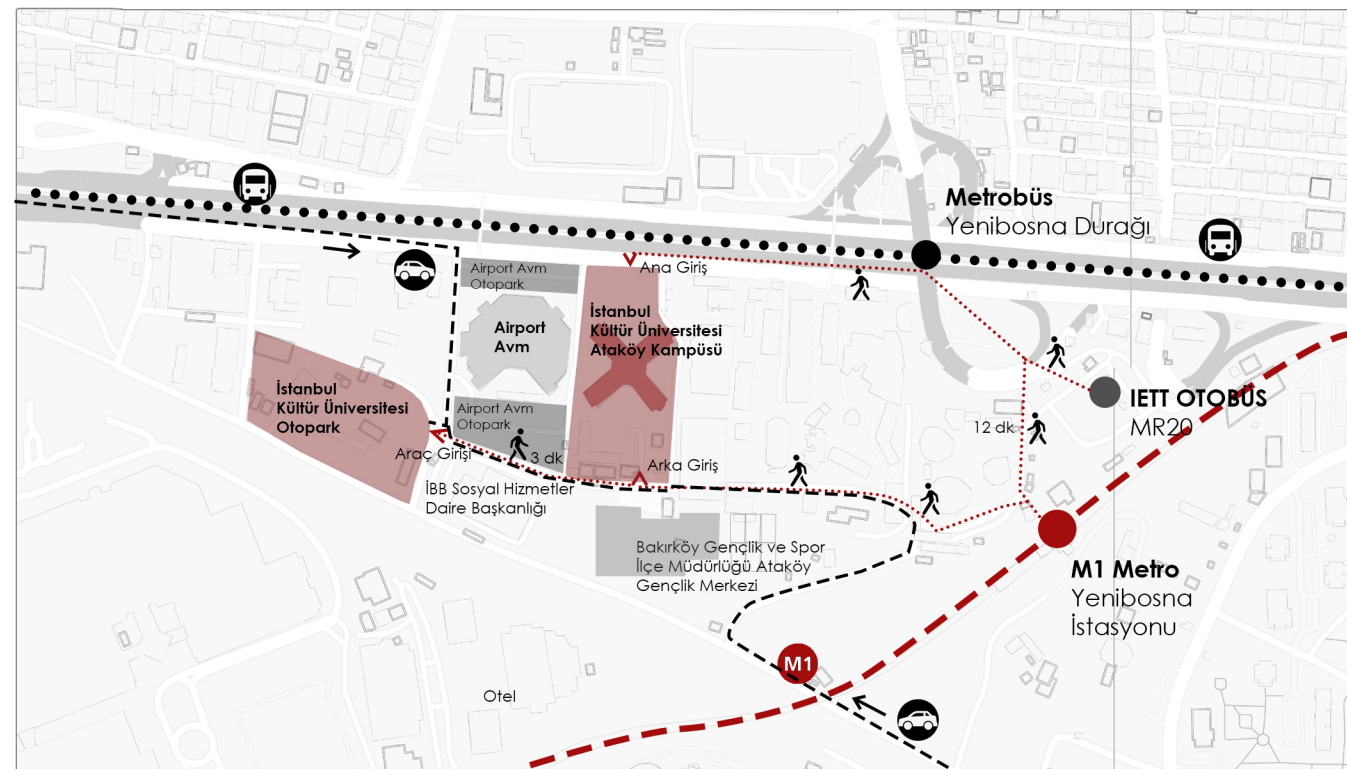 Metrobüs
Yenibosna Durağı
Airport Avm
Otopark
Ana Giriş
İstanbul
Kültür Üniversitesi
Ataköy Kampüsü
Airport
Avm
İstanbul
Kültür Üniversitesi
Otopark
IETT OTOBÜS
MR20
Airport Avm
Otopark
12 dk
Araç Girişi
3 dk
Arka Giriş
İBB Sosyal Hizmetler
Daire Başkanlığı
Bakırköy Gençlik ve Spor
İlçe Müdürlüğü Ataköy
Gençlik Merkezi
M1 Metro
Yenibosna
İstasyonu
M1
Otel